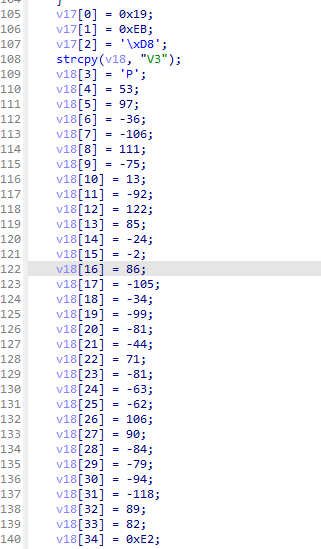 105 v17[0] = 0x19;
106 v17[1] = 0xEB;
107 v17[2] = '\xD8';
108 strcpy(v18, "V3");
109 v18[3] = 'P';
110 v18[4] = 53;
111 v18[5] = 97;
112 v18[6] = -36;
113 v18[7] = -106;
114 v18[8] = 111;
115 v18[9] = -75;
116 v18[10] = 13;
117 v18[11] = -92;
118 v18[12] = 122;
119 v18[13] = 85;
120 v18[14] = -24;
121 v18[15] = -2;
122 v18[16] = 86;
123 v18[17] = -105;
124 v18[18] = -34;
125 v18[19] = -99;
126 v18[20] = -81;
127 v18[21] = -44;
128 v18[22] = 71;
129 v18[23] = -81;
130 v18[24] = -63;
131 v18[25] = -62;
132 v18[26] = 106;
133 v18[27] = 90;
134 v18[28] = -84;
135 v18[29] = -79;
136 v18[30] = -94;
137 v18[31] = -118;
138 v18[32] = 89;
139 v18[33] = 82;
140 v18[34] = 0xE2;